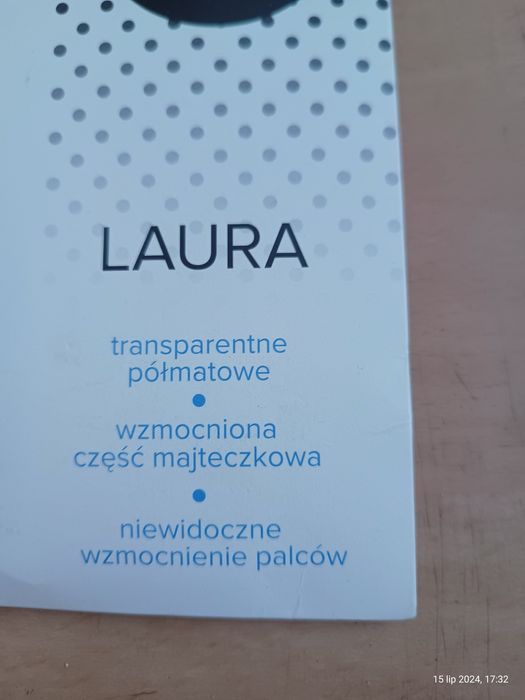 LAURA
transparentne
półmatowe
wzmocniona
część majteczkowa
niewidoczne
wzmocnienie palców
15 lip 2024, 17:32